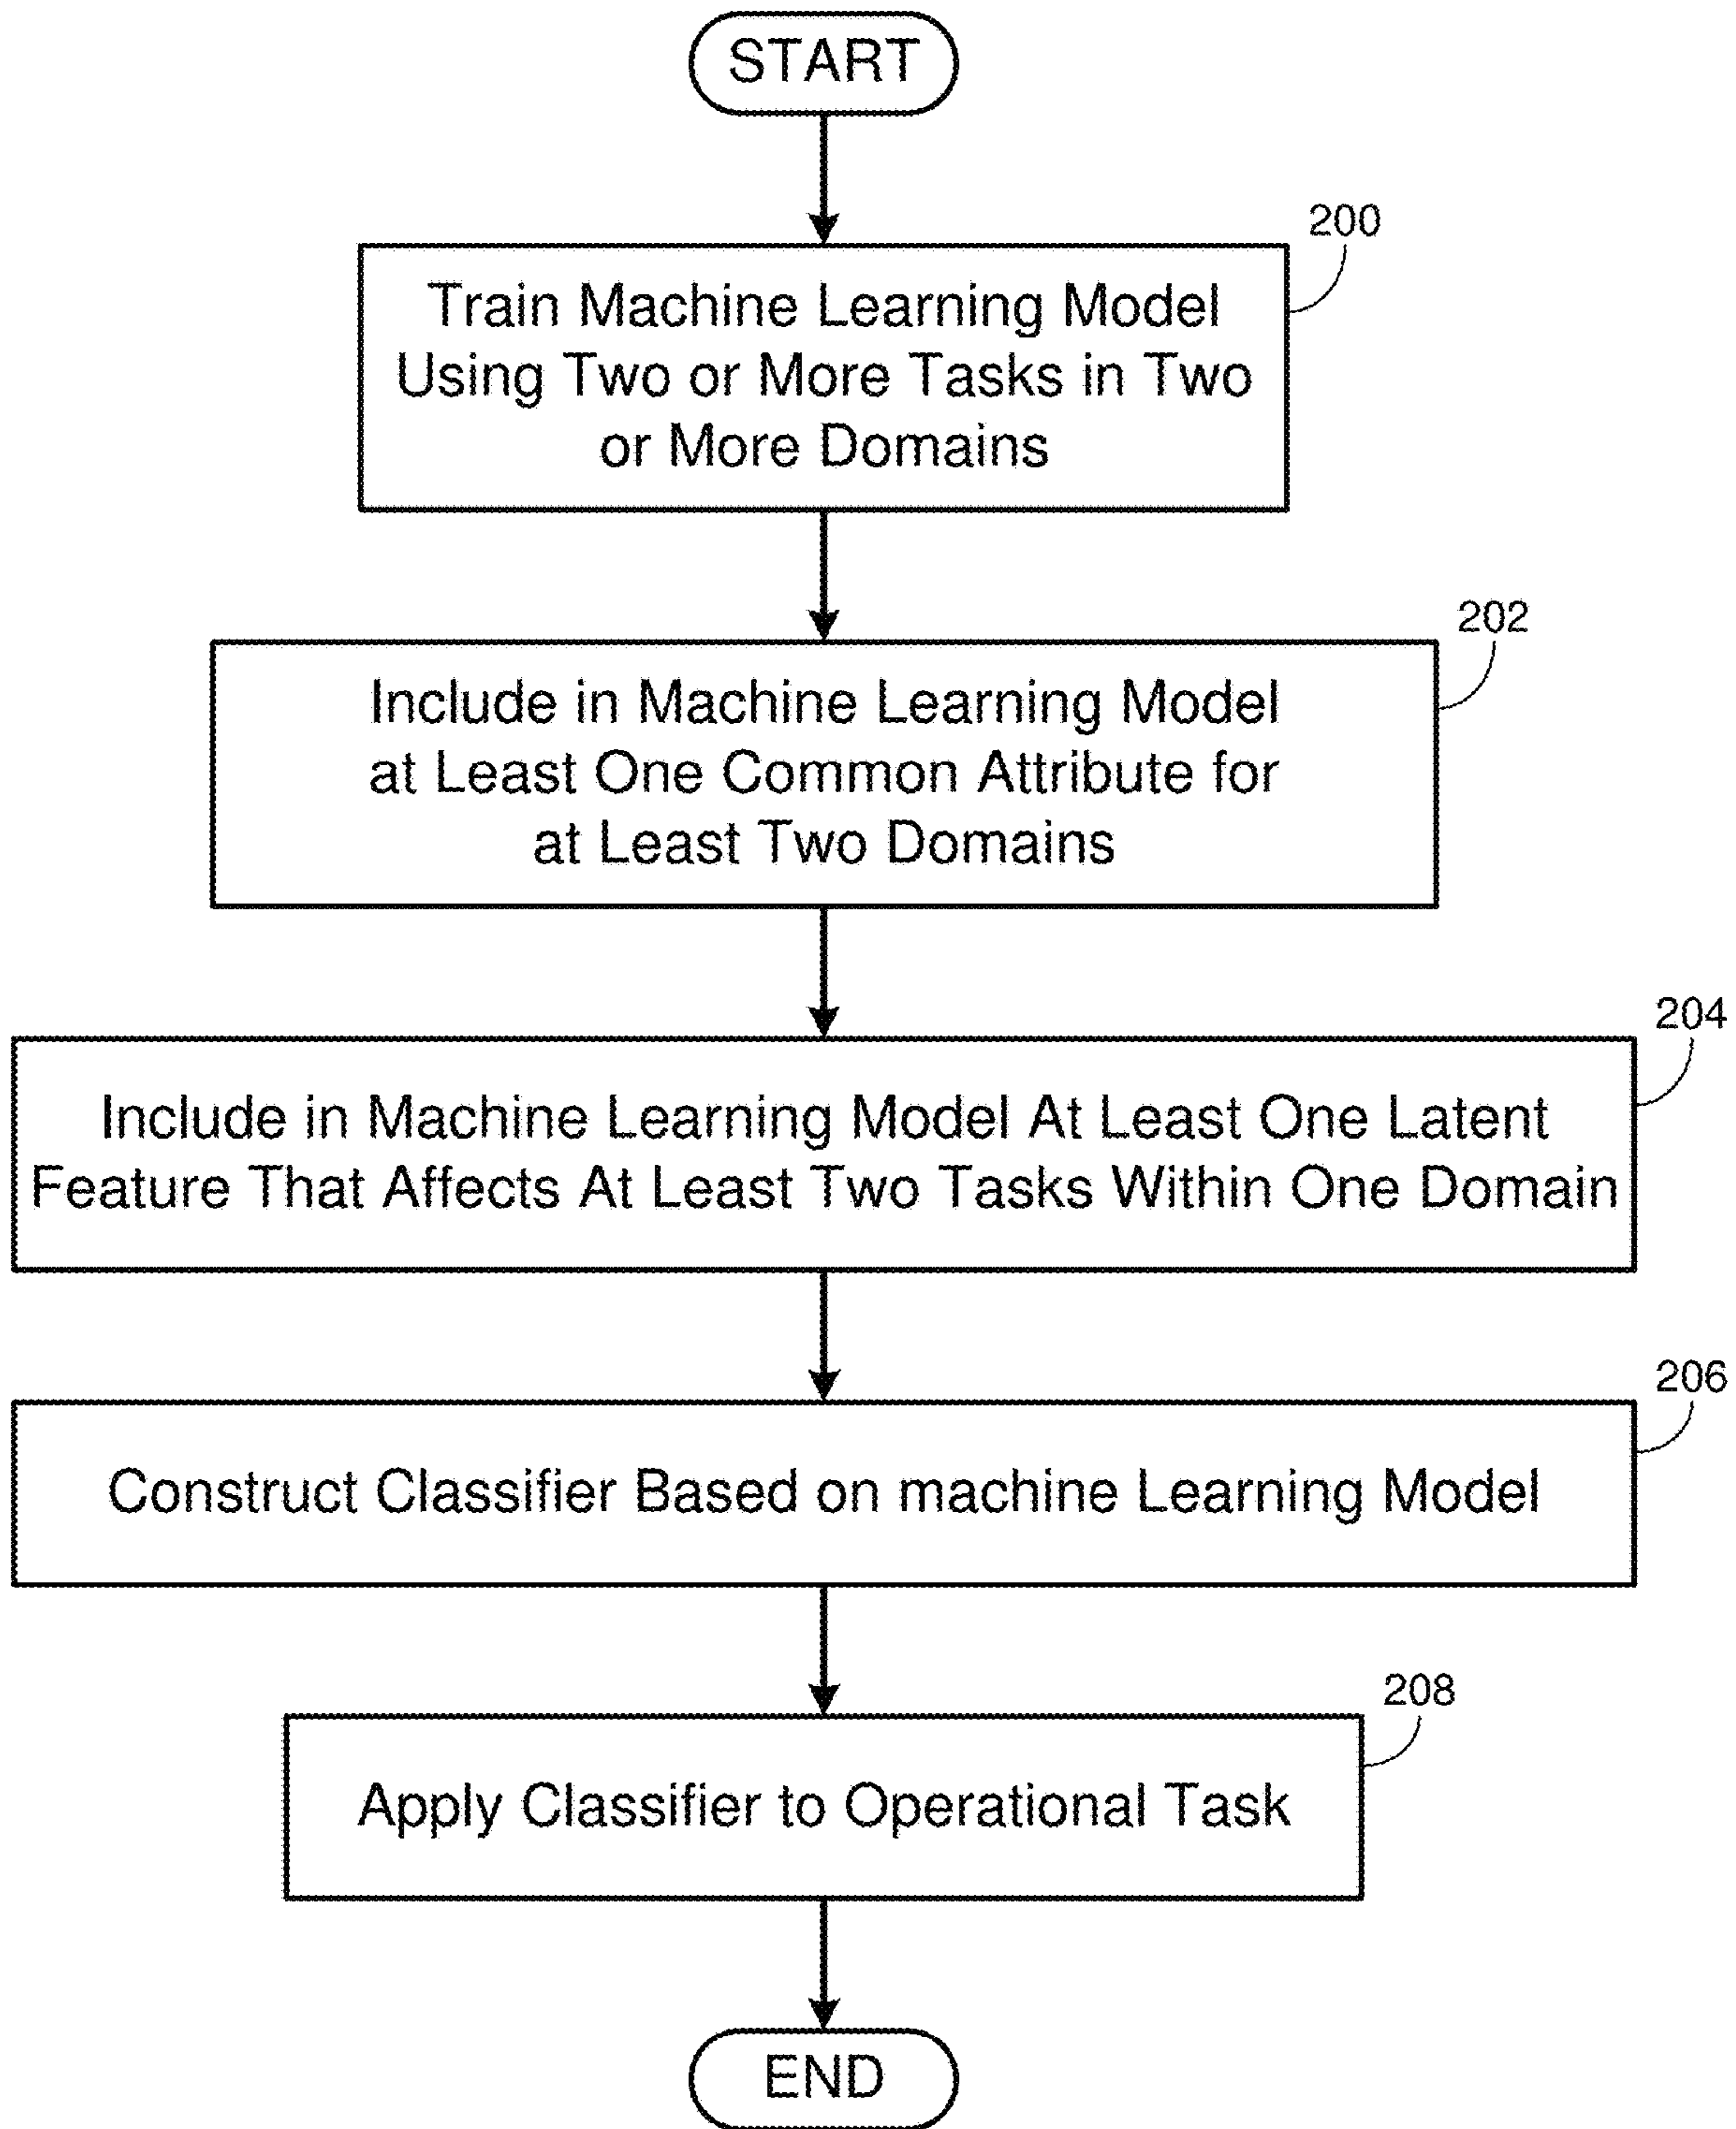 START
200
Train Machine Learning Model
Using Two or More Tasks in Two
or More Domains
202
Include in Machine Learning Model
at Least One Common Attribute for
at Least Two Domains
204
Include in Machine Learning Model At Least One Latent
Feature That Affects At Least Two Tasks Within One Domain
206
Construct Classifier Based on machine Learning Model
208
Apply Classifier to Operational Task
END